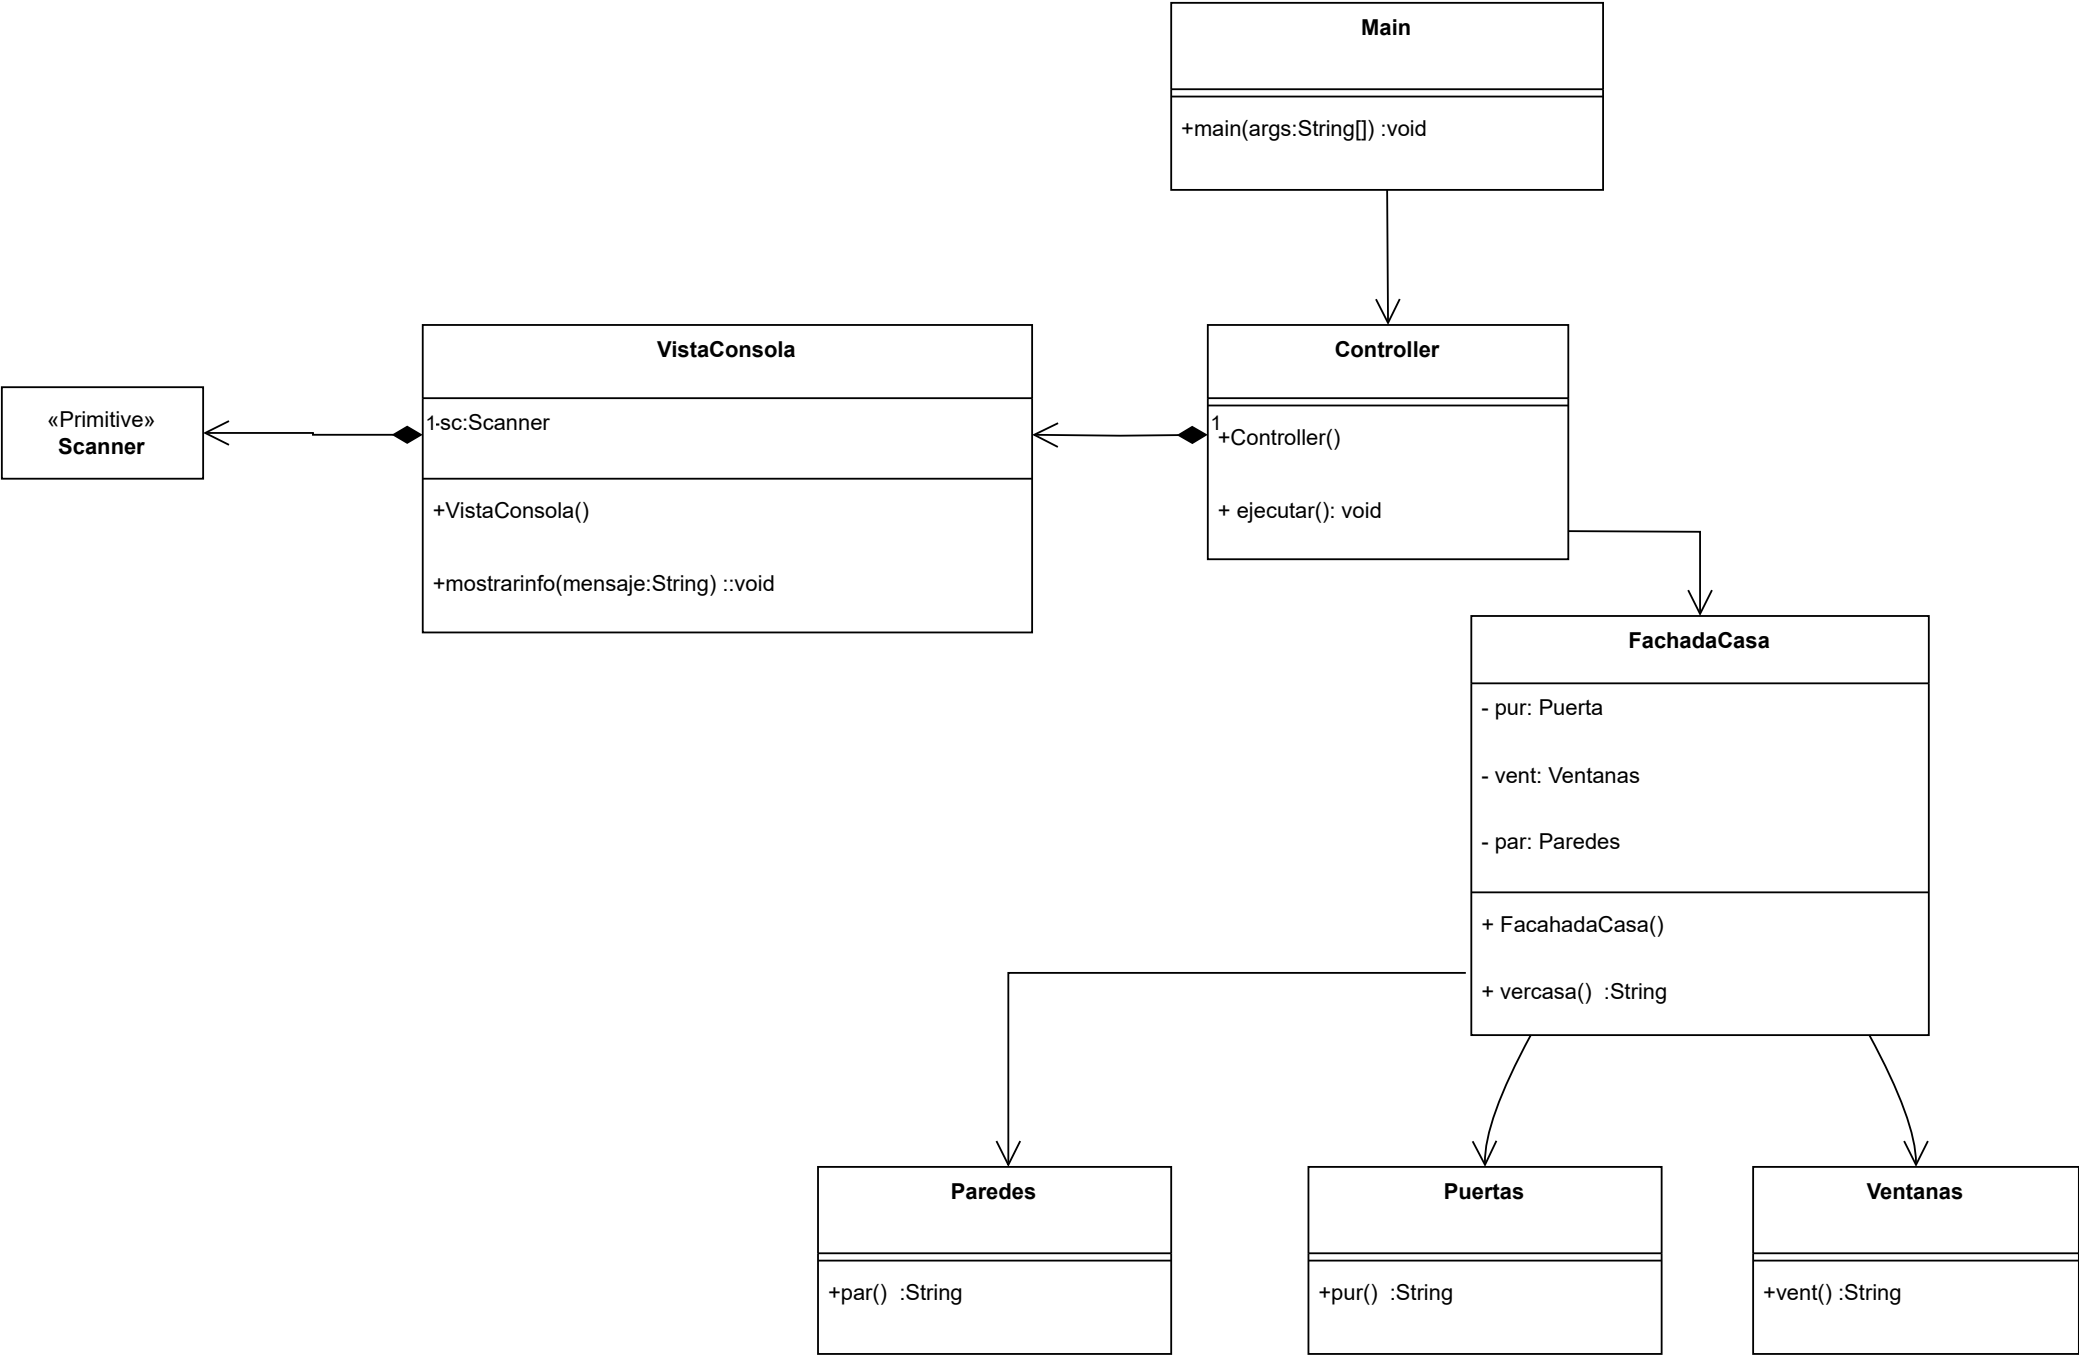 Main
+main(args:String[]) :void
VistaConsola
1
-sc:Scanner
+VistaConsola()
+mostrarinfo(mensaje:String) ::void
Controller
1
+Controller()
+ ejecutar(): void
«Primitive»
Scanner
FachadaCasa
- pur: Puerta
- vent: Ventanas
- par: Paredes
+ FacahadaCasa()
+ vercasa()  :String
Paredes
+par()  :String
Puertas
+pur()  :String
Ventanas
+vent() :String